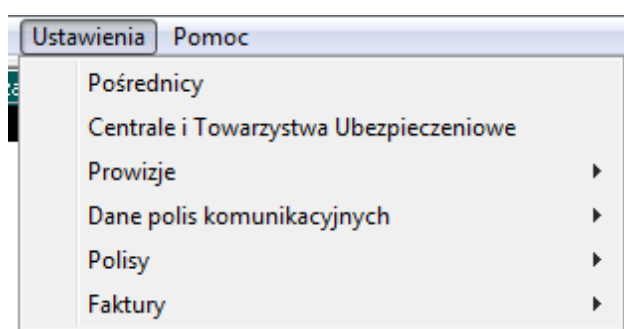 Ustawienia Pomoc
Pośrednicy
Centrale i Towarzystwa Ubezpieczeniowe
Prowizje
Dane polis komunikacyjnych
Polisy
Faktury